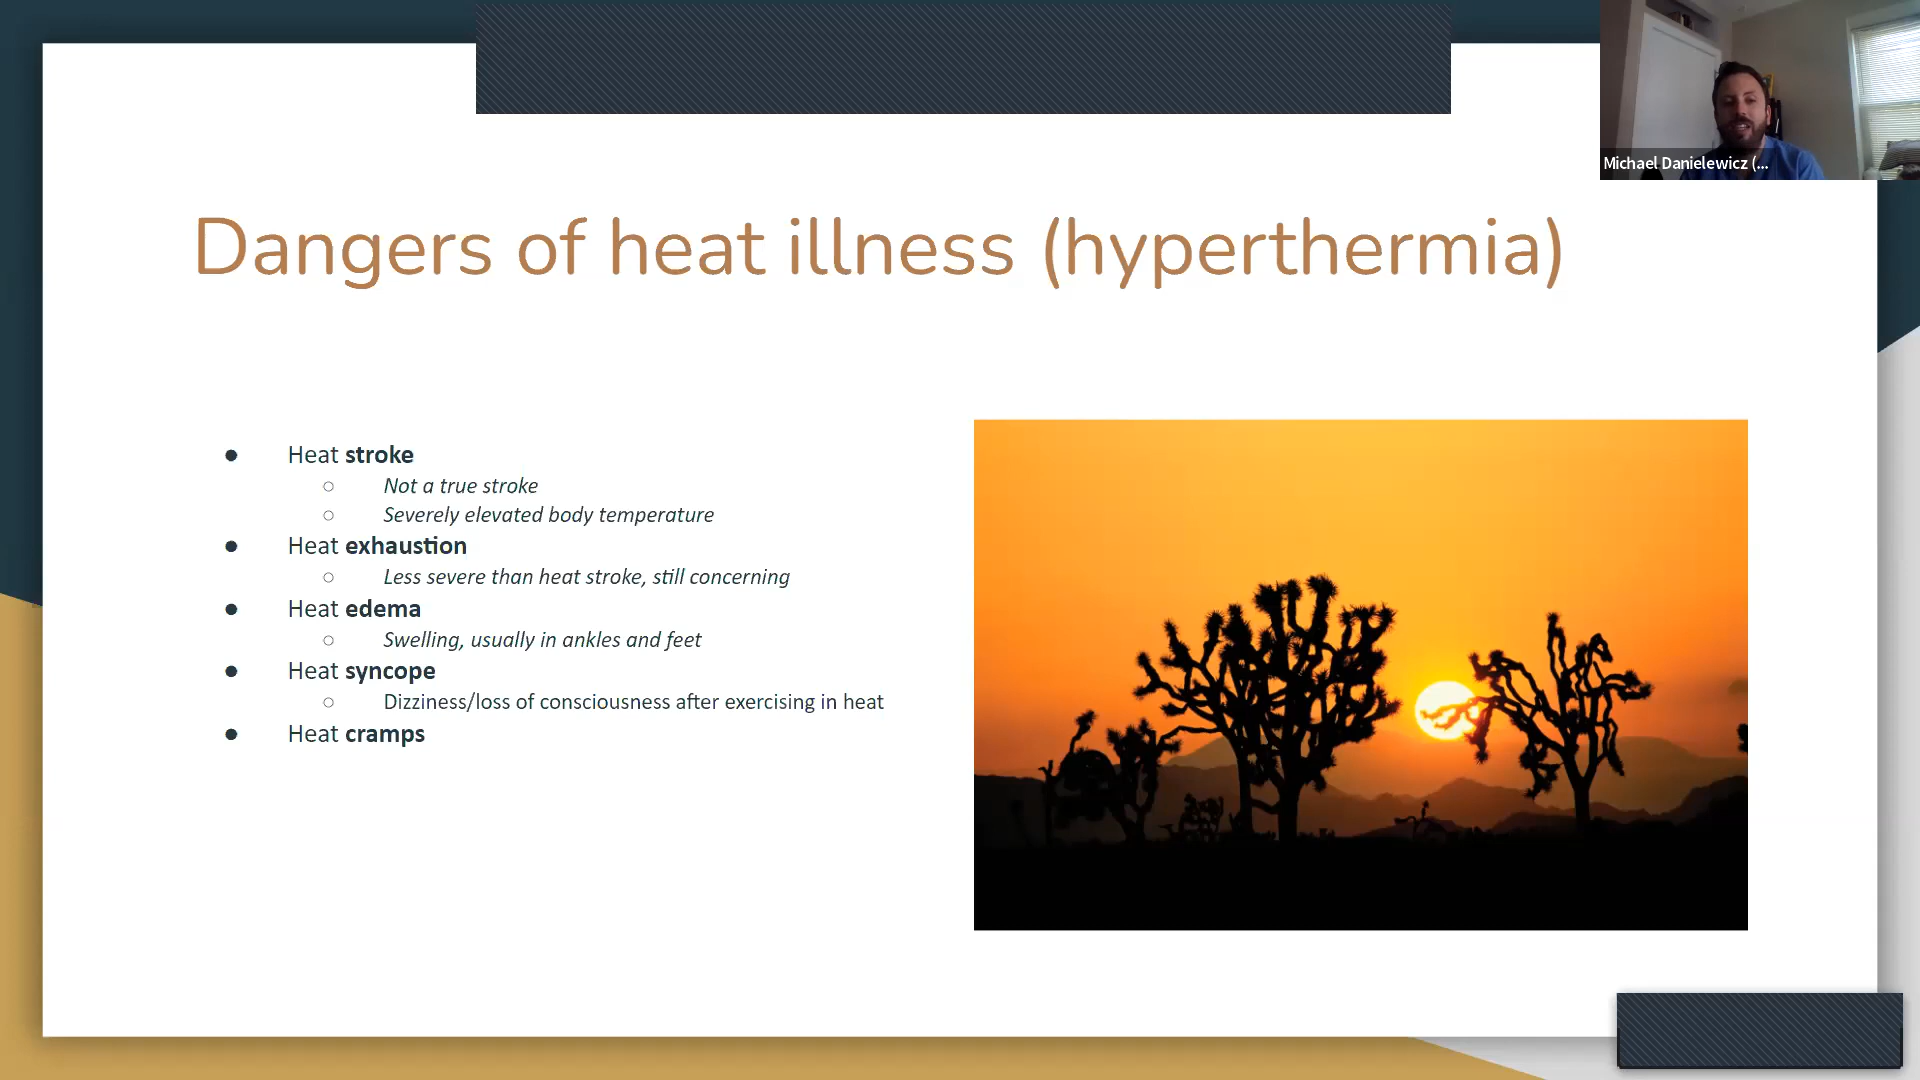 Michael Danielewicz (...
Dangers of heat illness (hyperthermia)
● Heat stroke
○ Not a true stroke
○ Severely elevated body temperature
● Heat exhaustion
○ Less severe than heat stroke, still concerning
● Heat edema
○ Swelling, usually in ankles and feet
● Heat syncope
○ Dizziness/loss of consciousness after exercising in heat
● Heat cramps